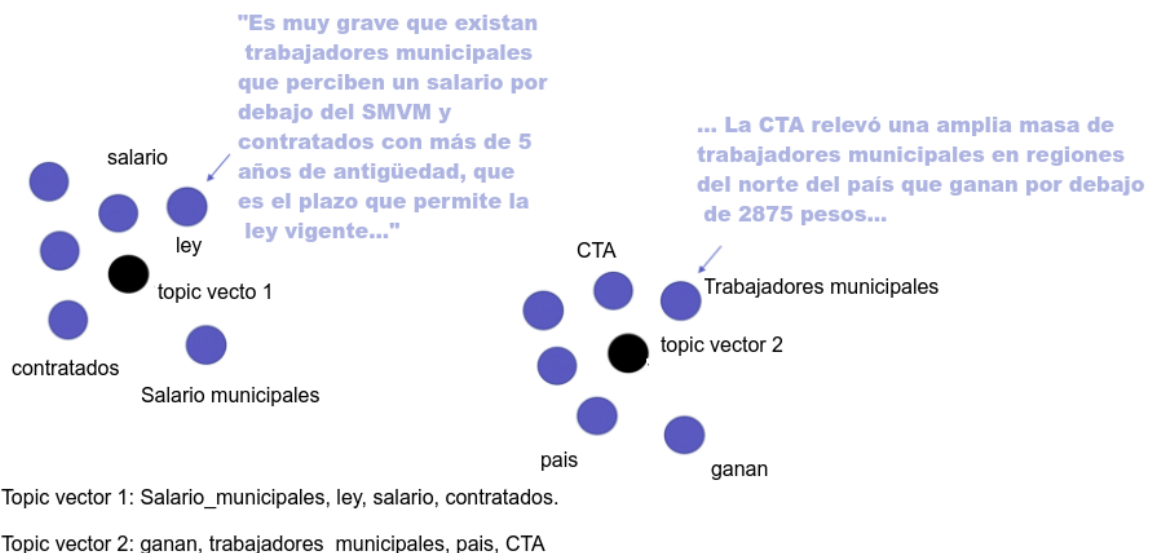 "Es muy grave que existan
trabajadores municipales
que perciben un salario por
debajo del SMVM y
contratados con más de 5
años de antigüedad, que
es el plazo que permite la
ley vigente..."
... La CTA relevó una amplia masa de
trabajadores municipales en regiones
del norte del país que ganan por debajo
de 2875 pesos...
salario
ley
topic vecto 1
contratados
Salario municipales
CTA
Trabajadores municipales
topic vector 2
pais
ganan
Topic vector 1: Salario_municipales, ley, salario, contratados.
Topic vector 2: ganan, trabajadores_municipales, pais, CTA